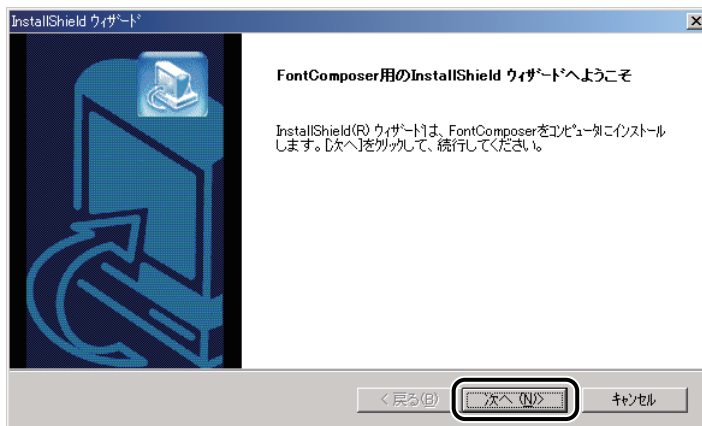 InstallShield ウィザード
FontComposer用のInstallShield ウィザードへようこそ
InstallShield(R) ウィザードは、FontComposerをコンピュータにインストール
します。[次へ]をクリックして、続行してください。
< 戻る(B)
次へ (N)>
キャンセル